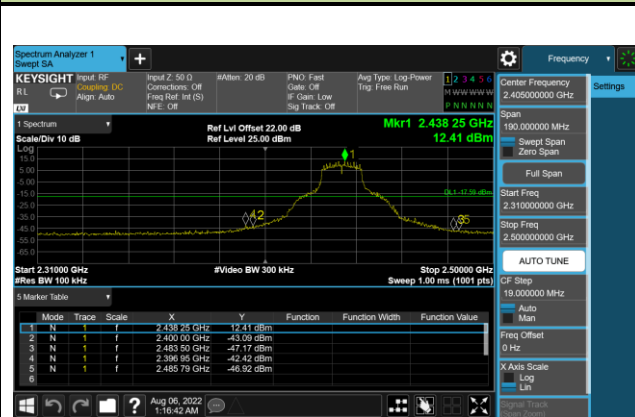 Spectrum Analyzer 1
Swept SA
+
Frequency
KEYSIGHT
RL
Input: RF
Coupling: DC
Align: Auto
Input Z: 50 Ω
Corrections: Off
Freq Ref: Int (S)
NFE: Off
#Atten: 20 dB
PNO: Fast
Gate: Off
IF Gain: Low
Sig Track: Off
Avg Type: Log-Power
Trig: Free Run
1 2 3 4 5 6
M W W W W W
P N N N N N
Center Frequency
2.405000000 GHz
Settings
1 Spectrum
Scale/Div 10 dB
Ref Lvl Offset 22.00 dB
Ref Level 25.00 dBm
Mkr1 2.438 25 GHz
12.41 dBm
Span
190.000000 MHz
Swept Span
Zero Span
Full Span
Log
15.0
5.00
-5.00
-15.0
-25.0
-35.0
-45.0
-55.0
-65.0
1
DL1 -17.59 dBm
Start Freq
2.310000000 GHz
Stop Freq
2.500000000 GHz
AUTO TUNE
Start 2.31000 GHz
#Res BW 100 kHz
#Video BW 300 kHz
Stop 2.50000 GHz
Sweep 1.00 ms (1001 pts)
CF Step
19.000000 MHz
Auto
Man
5 Marker Table
Mode Trace Scale X Y Function Function Width Function Value
1 N 1 f 2.438 25 GHz 12.41 dBm
2 N 1 f 2.400 00 GHz -43.09 dBm
3 N 1 f 2.483 50 GHz -47.17 dBm
4 N 1 f 2.396 95 GHz -42.42 dBm
5 N 1 f 2.485 79 GHz -46.92 dBm
6
Freq Offset
0 Hz
X Axis Scale
Log
Lin
Signal Track
(Span Zoom)
?
Aug 06, 2022
1:16:42 AM